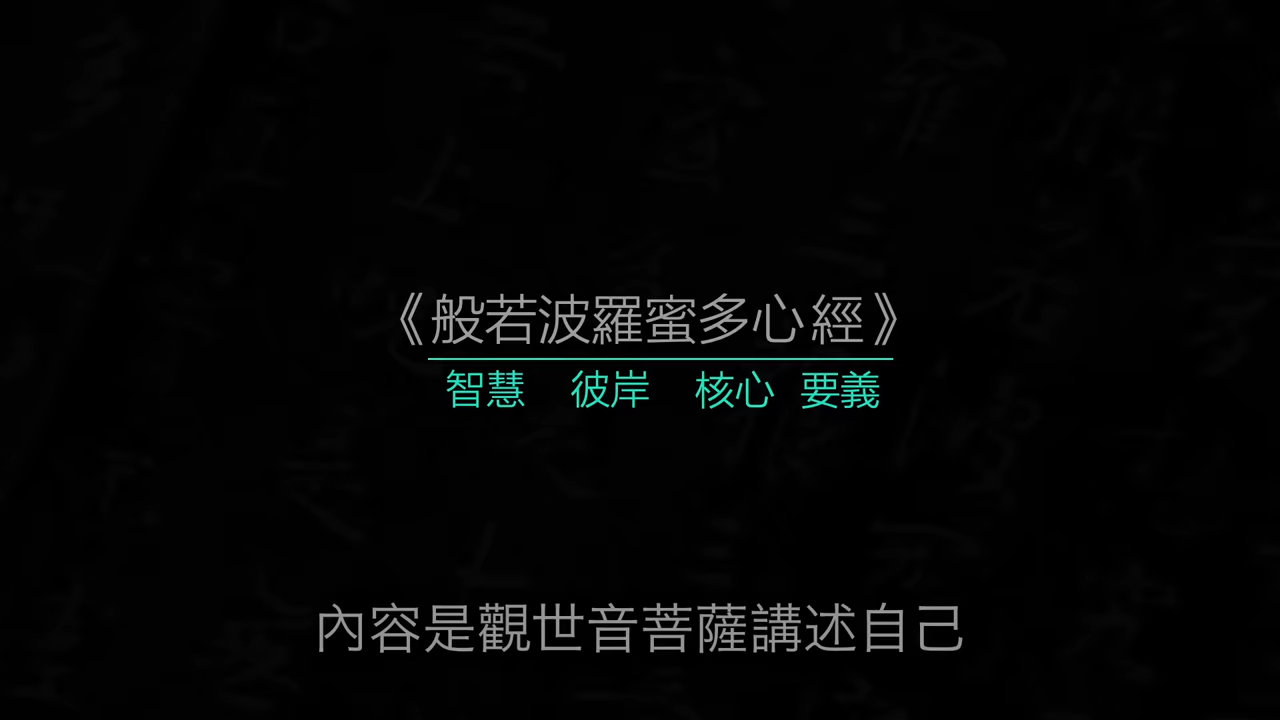 《般若波羅蜜多心經》
智慧 彼岸 核心 要義
內容是觀世音菩薩講述自己